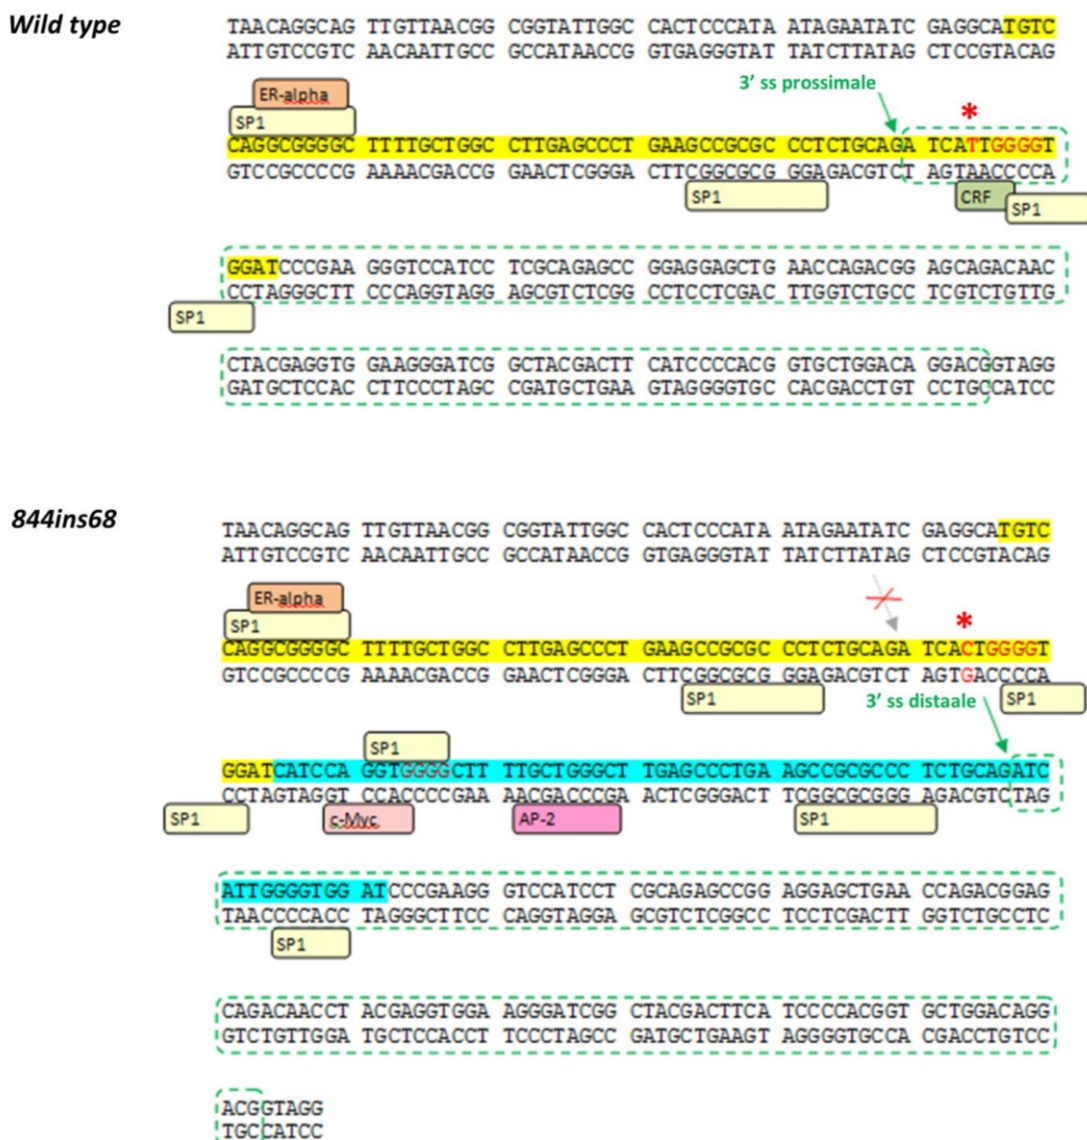 Wild type
TAACAGGCAG TTGTTAACGG CGGTATTGGC CACTCCCATA ATAGAATATC GAGGCATGTC
ATTGTCCGTC AACAATTGCC GCCATAACCG GTGAGGGTAT TATCTTATAG CTCCGTACAG
3’ ss prossimale
ER-alpha
SP1
*
CAGGCGGGGC TTTTGCTGGC CTTGAGCCCT GAAGCCGCGC CCTCTGCAGA TCATTGGGGT
GTCCGCCCCG AAAACGACCG GAACTCGGGA CTTCGGCGCG GGAGACGTCT AGTAACCCCA
SP1
CRF
SP1
GGATCCCGAA GGGTCCATCC TCGCAGAGCC GGAGGAGCTG AACCAGACGG AGCAGACAAC
CCTAGGGCTT CCCAGGTAGG AGCGTCTCGG CCTCCTCGAC TTGGTCTGCC TCGTCTGTTG
SP1
CTACGAGGTG GAAGGGATCG GCTACGACTT CATCCCCACG GTGCTGGACA GGACGGTAGG
GATGCTCCAC CTTCCCTAGC CGATGCTGAA GTAGGGGTGC CACGACCTGT CCTGCCATCC
844ins68
TAACAGGCAG TTGTTAACGG CGGTATTGGC CACTCCCATA ATAGAATATC GAGGCATGTC
ATTGTCCGTC AACAATTGCC GCCATAACCG GTGAGGGTAT TATCTTATAG CTCCGTACAG
ER-alpha
SP1
*
CAGGCGGGGC TTTTGCTGGC CTTGAGCCCT GAAGCCGCGC CCTCTGCAGA TCACTGGGGT
GTCCGCCCCG AAAACGACCG GAACTCGGGA CTTCGGCGCG GGAGACGTCT AGTGACCCCA
SP1
3’ ss distaale
SP1
SP1
GGATCATCCA GGTGGGGCTT TTGCTGGGCT TGAGCCCTGA AGCCGCGCCC TCTGCAGATC
CCTAGTAGGT CCACCCCGAA AACGACCCGA ACTCGGGACT TCGGCGCGGG AGACGTCTAG
SP1
c-Myc
AP-2
SP1
ATTGGGGTGG ATCCCGAAGG GTCCATCCT CGCAGAGCCGG AGGAGCTGAA CCAGACGGAG
TAACCCCACC TAGGGCTTCC CAGGTAGGA GCGTCTCGGCC TCCTCGACTT GGTCTGCCTC
SP1
CAGACAACCT ACGAGGTGGA AGGGATCGG CTACGACTTCA TCCCCACGGT GCTGGACAGG
GTCTGTTGGA TGCTCCACCT TCCCTAGCC GATGCTGAAGT AGGGGTGCCA CGACCTGTCC
ACGGTAGG
TGCCATCC